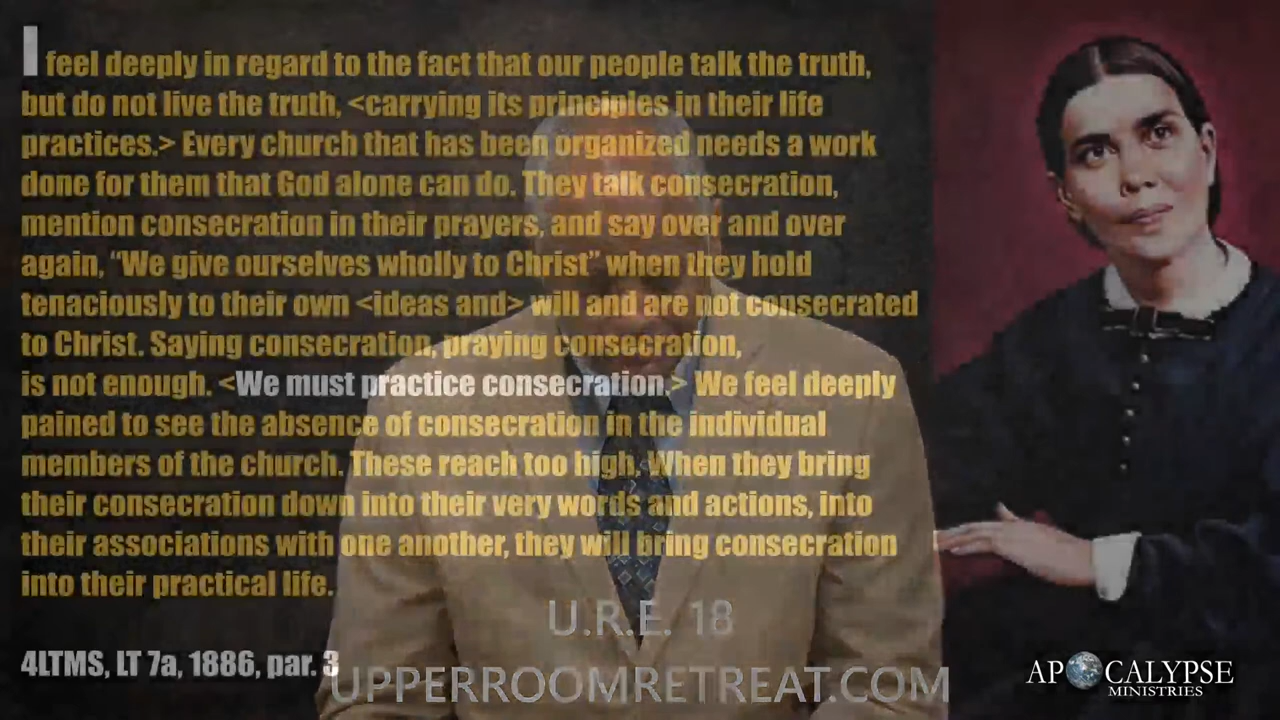 I feel deeply in regard to the fact that our people talk the truth,
but do not live the truth, <carrying its principles in their life
practices.> Every church that has been organized needs a work
done for them that God alone can do. They talk consecration,
mention consecration in their prayers, and say over and over
again, “We give ourselves wholly to Christ” when they hold
tenaciously to their own <ideas and> will and are not consecrated
to Christ. Saying consecration, praying consecration,
is not enough. <We must practice consecration.> We feel deeply
pained to see the absence of consecration in the individual
members of the church. These reach too high. When they bring
their consecration down into their very words and actions, into
their associations with one another, they will bring consecration
into their practical life.
4LTMS, LT 7a, 1886, par. 3
U.R.E. 18
UPPERROOMRETREAT.COM
APOCALYPSE
MINISTRIES